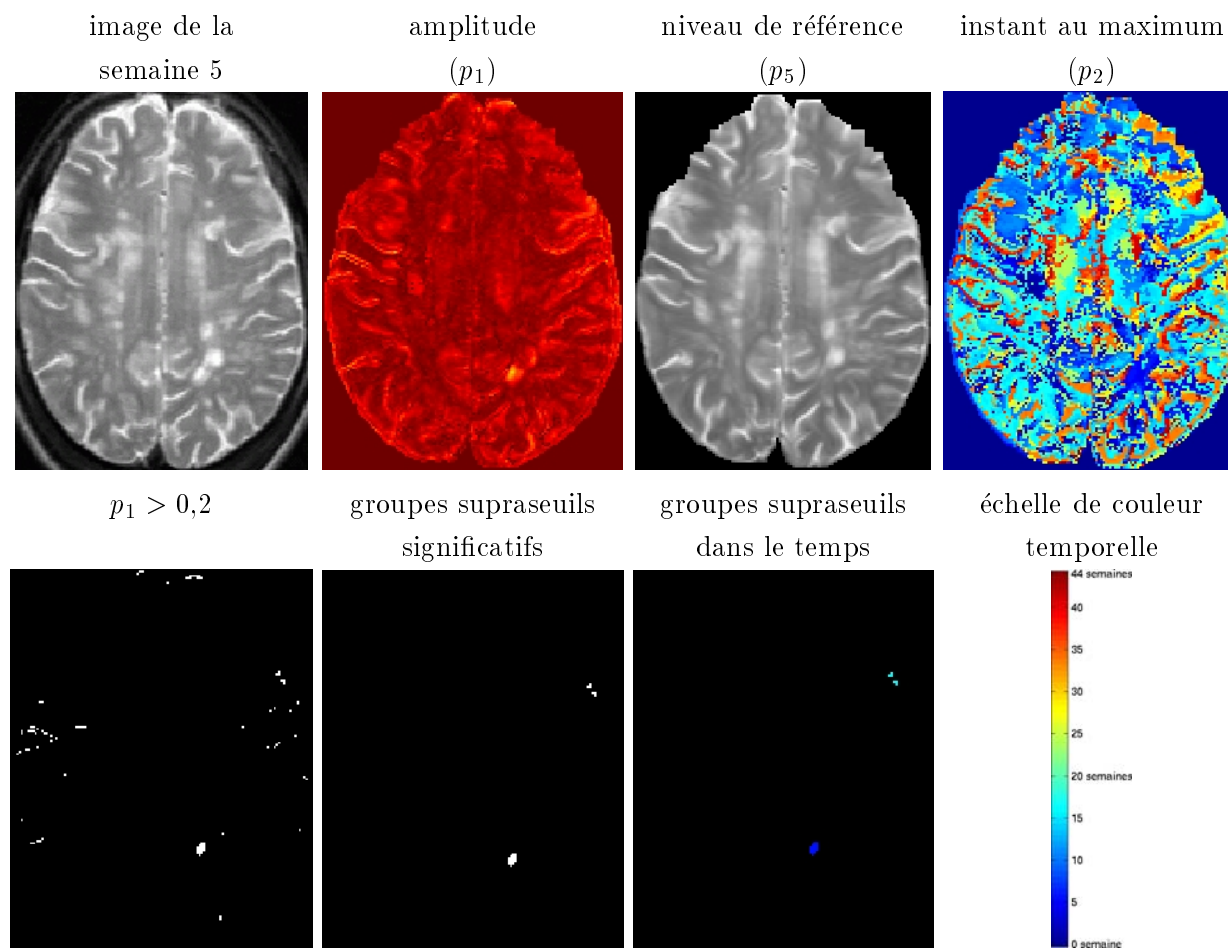 image de la
semaine 5
amplitude
(p₁)
niveau de référence
(p₅)
instant au maximum
(p₂)
p₁ > 0,2
groupes supraseuils
significatifs
groupes supraseuils
dans le temps
échelle de couleur
temporelle
44 semaines
40
35
30
25
20 semaines
15
10
5
0 semaine